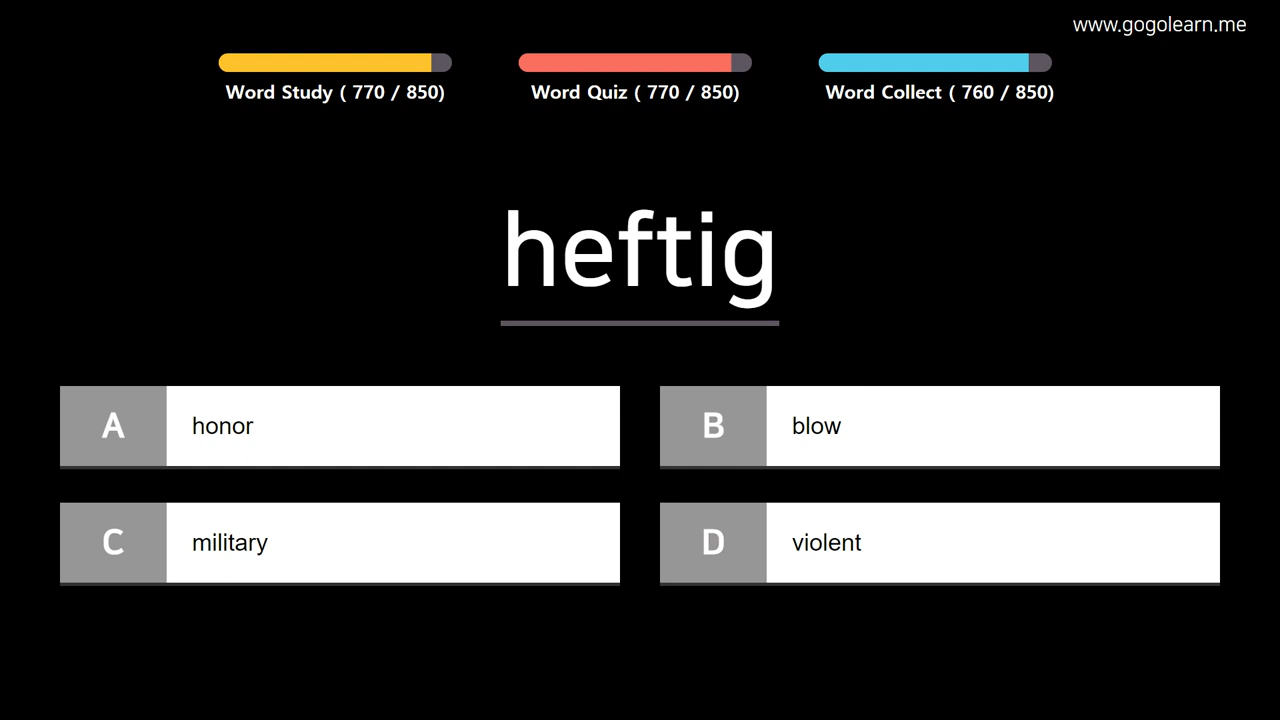 www.gogolearn.me
Word Study ( 770 / 850)
Word Quiz ( 770 / 850)
Word Collect ( 760 / 850)
heftig
A honor
B blow
C military
D violent